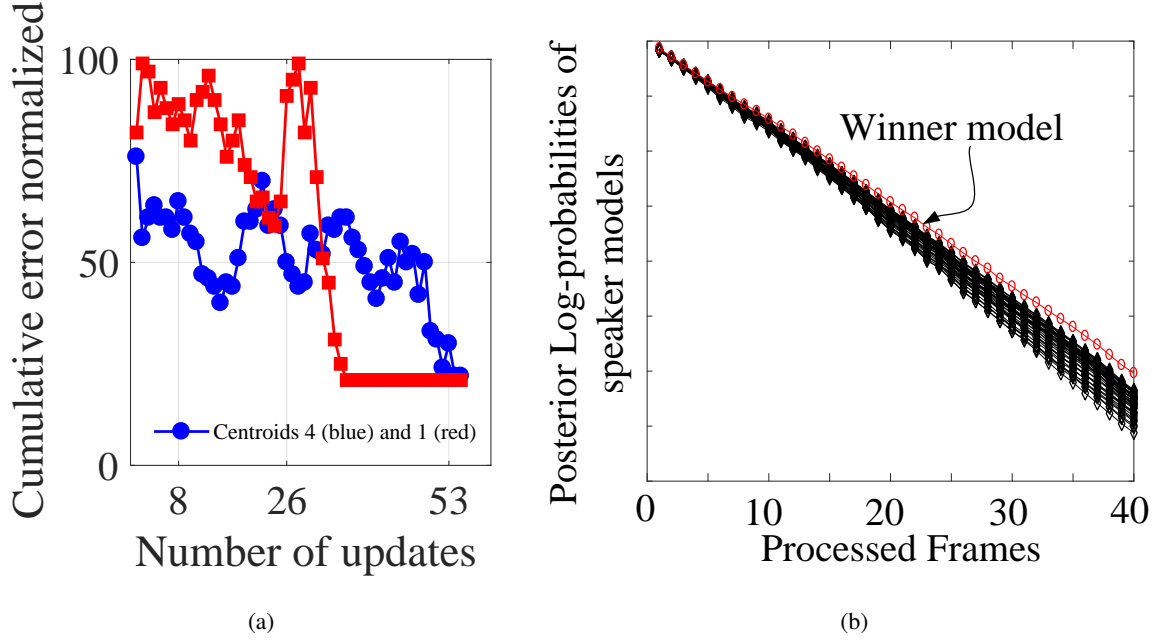 Cumulative error normalized
100
50
0
8
26
53
Centroids 4 (blue) and 1 (red)
Number of updates
(a)
Posterior Log-probabilities of
speaker models
Winner model
0
10
20
30
40
Processed Frames
(b)